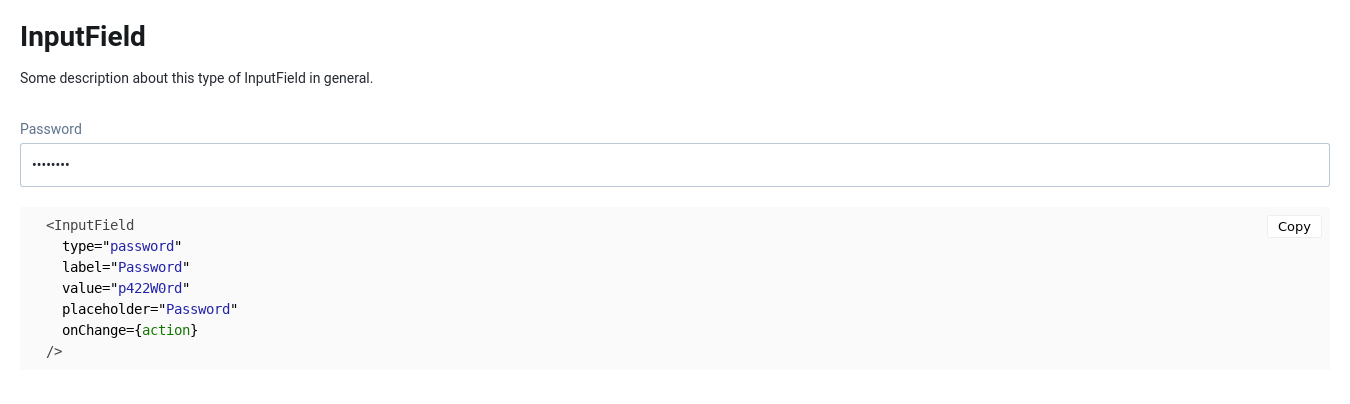 InputField
Some description about this type of InputField in general.
Password
••••••••
<InputField
Copy
type="password"
label="Password"
value="p422W0rd"
placeholder="Password"
onChange={action}
/>